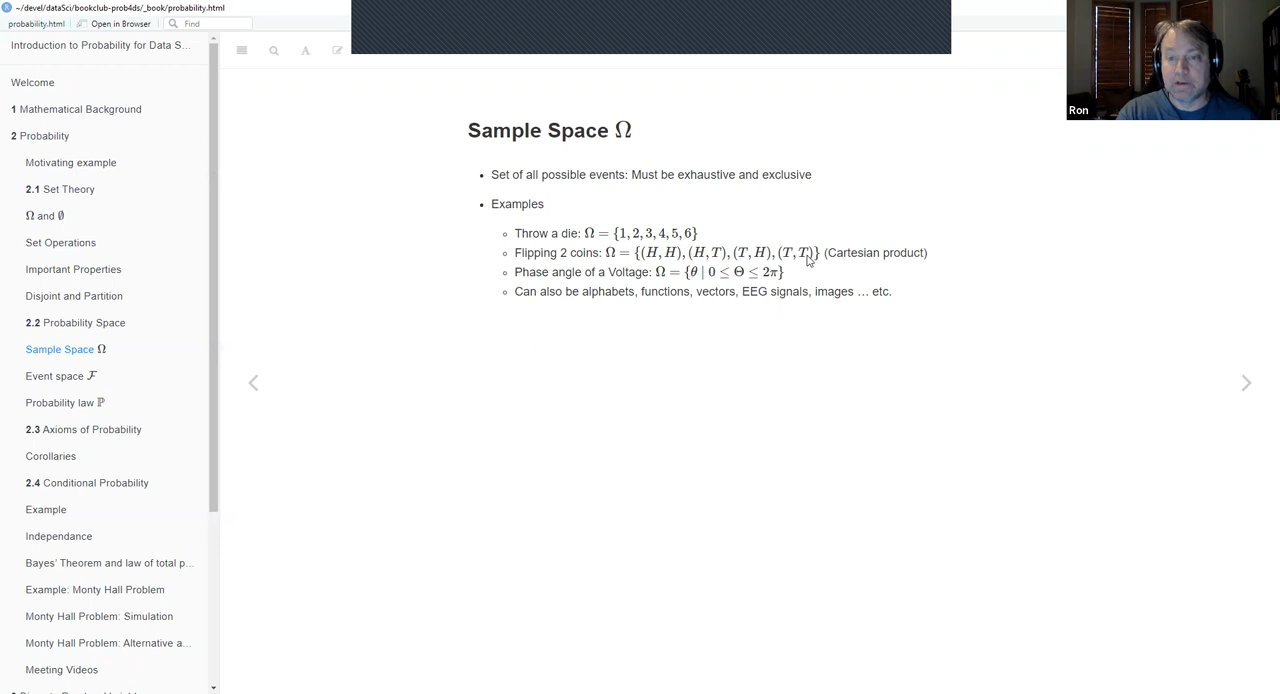 ~/devel/dataSci/bookclub-prob4ds/_book/probability.html
probability.html Open in Browser Find
Introduction to Probability for Data S...
Welcome
1 Mathematical Background
2 Probability
Motivating example
2.1 Set Theory
Ω and ∅
Set Operations
Important Properties
Disjoint and Partition
2.2 Probability Space
Sample Space Ω
Event space ℱ
Probability law ℙ
2.3 Axioms of Probability
Corollaries
2.4 Conditional Probability
Example
Independance
Bayes' Theorem and law of total p...
Example: Monty Hall Problem
Monty Hall Problem: Simulation
Monty Hall Problem: Alternative a...
Meeting Videos
Sample Space Ω
• Set of all possible events: Must be exhaustive and exclusive
• Examples
◦ Throw a die: Ω = {1, 2, 3, 4, 5, 6}
◦ Flipping 2 coins: Ω = {(H, H), (H, T), (T, H), (T, T)} (Cartesian product)
◦ Phase angle of a Voltage: Ω = {θ | 0 ≤ Θ ≤ 2π}
◦ Can also be alphabets, functions, vectors, EEG signals, images … etc.
Ron